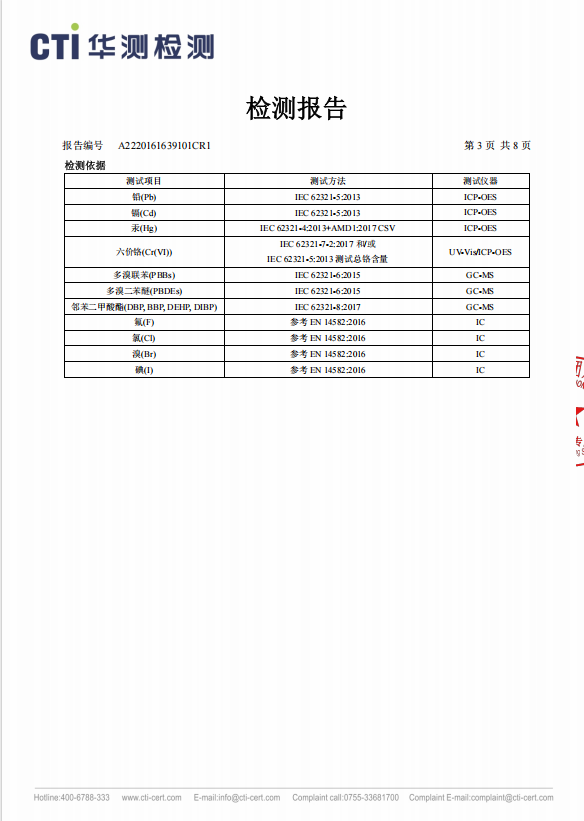 CTI 华测检测
检测报告
报告编号 A2220161639101CR1 第 3 页 共 8 页
检测依据
测试项目 测试方法 测试仪器
铅(Pb) IEC 62321-5:2013 ICP-OES
镉(Cd) IEC 62321-5:2013 ICP-OES
汞(Hg) IEC 62321-4:2013+AMD1:2017 CSV ICP-OES
六价铬(Cr(VI)) IEC 62321-7-2:2017 和/或 UV-Vis/ICP-OES
IEC 62321-5:2013 测试总铬含量
多溴联苯(PBBs) IEC 62321-6:2015 GC-MS
多溴二苯醚(PBDEs) IEC 62321-6:2015 GC-MS
邻苯二甲酸酯(DBP, BBP, DEHP, DIBP) IEC 62321-8:2017 GC-MS
氟(F) 参考 EN 14582:2016 IC
氯(Cl) 参考 EN 14582:2016 IC
溴(Br) 参考 EN 14582:2016 IC
碘(I) 参考 EN 14582:2016 IC
Hotline:400-6788-333 www.cti-cert.com E-mail:info@cti-cert.com Complaint call:0755-33681700 Complaint E-mail:complaint@cti-cert.com